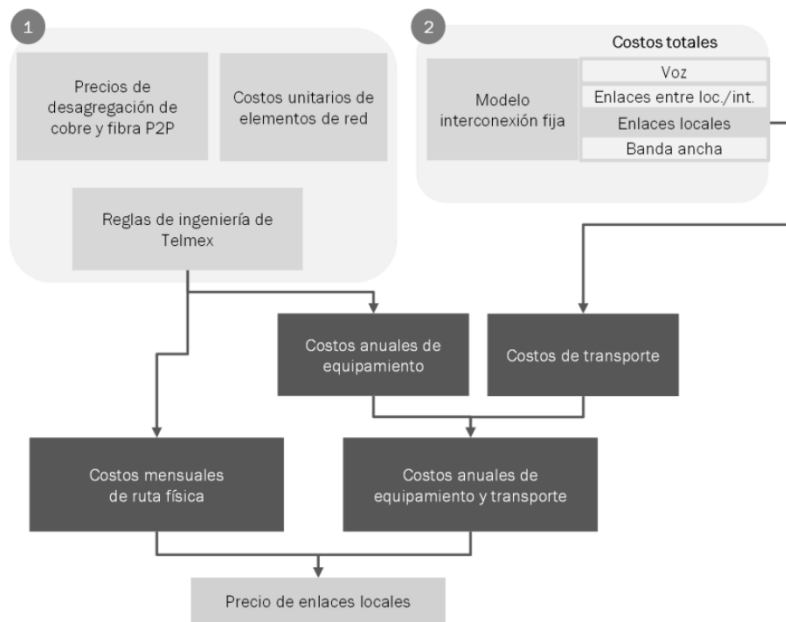 1
Precios de
desagregación de
cobre y fibra P2P
Costos unitarios de
elementos de red
Reglas de ingeniería de
Telmex
2
Costos totales
Modelo
interconexión fija
Voz
Enlaces entre loc./int.
Enlaces locales
Banda ancha
Costos anuales de
equipamiento
Costos de transporte
Costos mensuales
de ruta física
Costos anuales de
equipamiento y transporte
Precio de enlaces locales